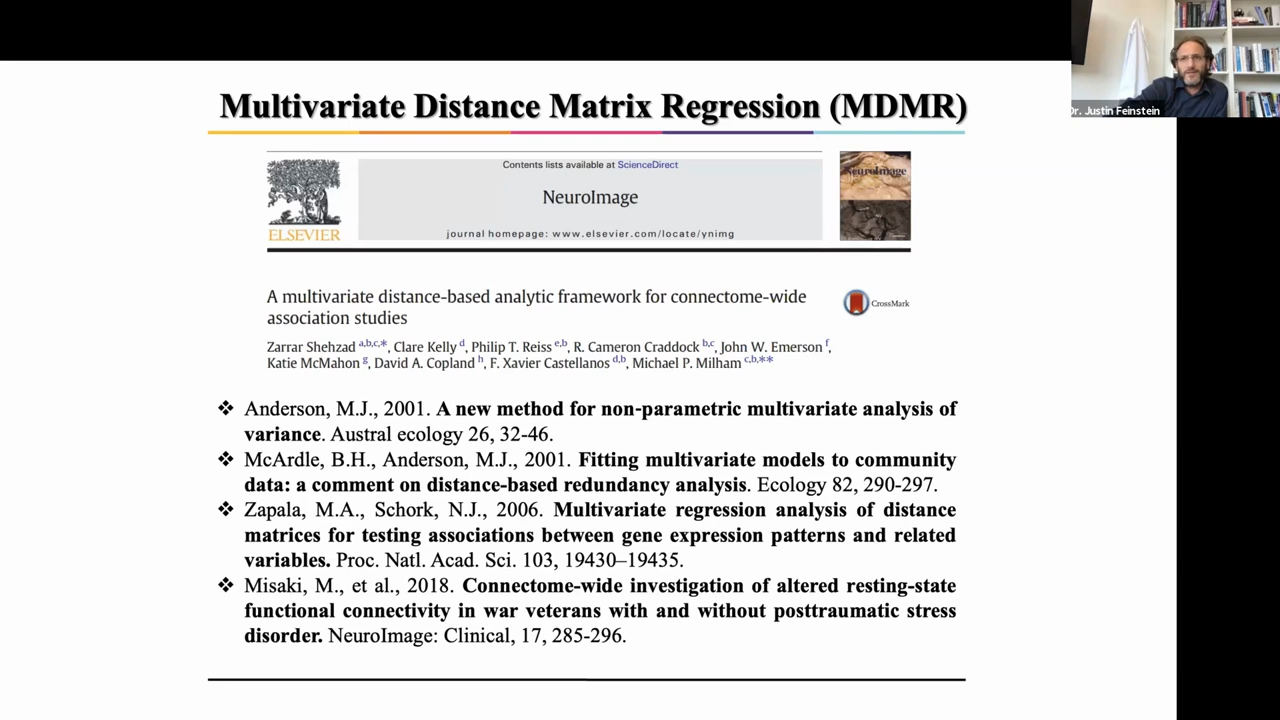 Dr. Justin Feinstein
Multivariate Distance Matrix Regression (MDMR)
Contents lists available at ScienceDirect
NeuroImage
journal homepage: www.elsevier.com/locate/ynimg
ELSEVIER
NeuroImage
A multivariate distance-based analytic framework for connectome-wide
association studies
CrossMark
Zarrar Shehzad a,b,c,*, Clare Kelly d, Philip T. Reiss e,b, R. Cameron Craddock b,c, John W. Emerson f,
Katie McMahon g, David A. Copland h, F. Xavier Castellanos d,b, Michael P. Milham c,b,**
❖ Anderson, M.J., 2001. A new method for non-parametric multivariate analysis of
variance. Austral ecology 26, 32-46.
❖ McArdle, B.H., Anderson, M.J., 2001. Fitting multivariate models to community
data: a comment on distance-based redundancy analysis. Ecology 82, 290-297.
❖ Zapala, M.A., Schork, N.J., 2006. Multivariate regression analysis of distance
matrices for testing associations between gene expression patterns and related
variables. Proc. Natl. Acad. Sci. 103, 19430–19435.
❖ Misaki, M., et al., 2018. Connectome-wide investigation of altered resting-state
functional connectivity in war veterans with and without posttraumatic stress
disorder. NeuroImage: Clinical, 17, 285-296.